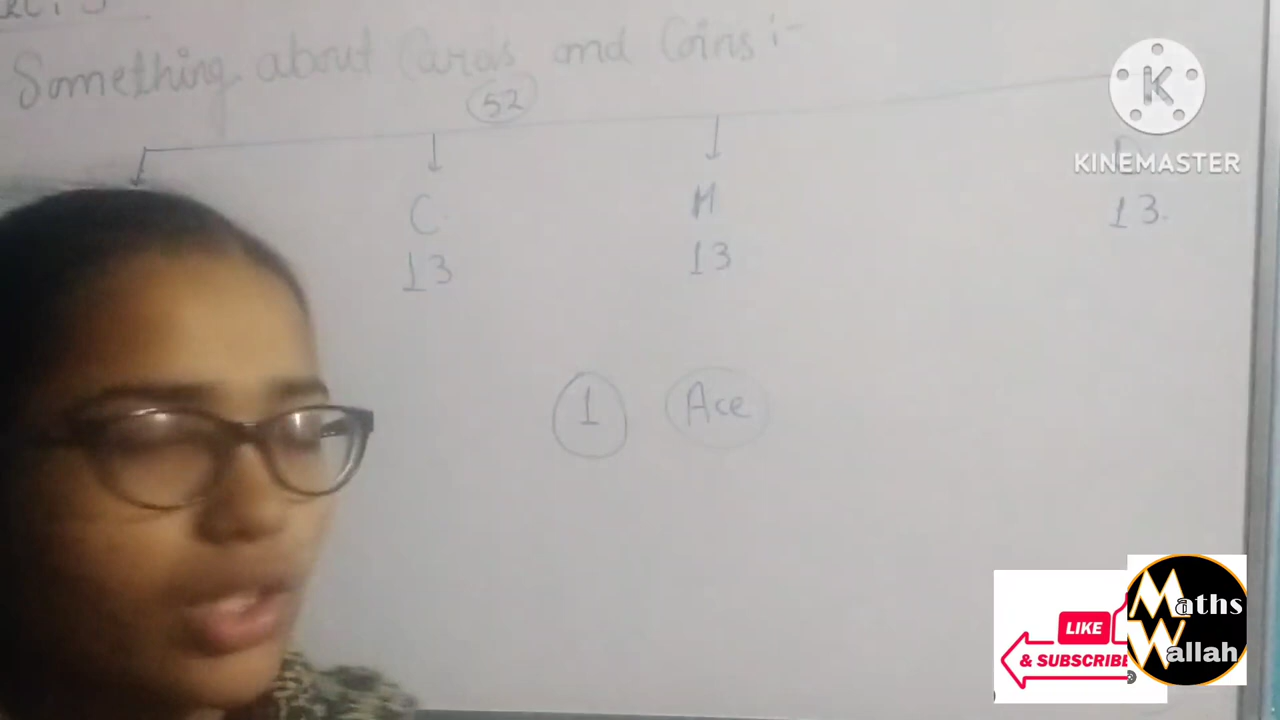 Something about Cards and Coins :-
52
C H D
13 13 13.
1 Ace
KINEMASTER
K
LIKE
& SUBSCRIBE
Maths
Wallah